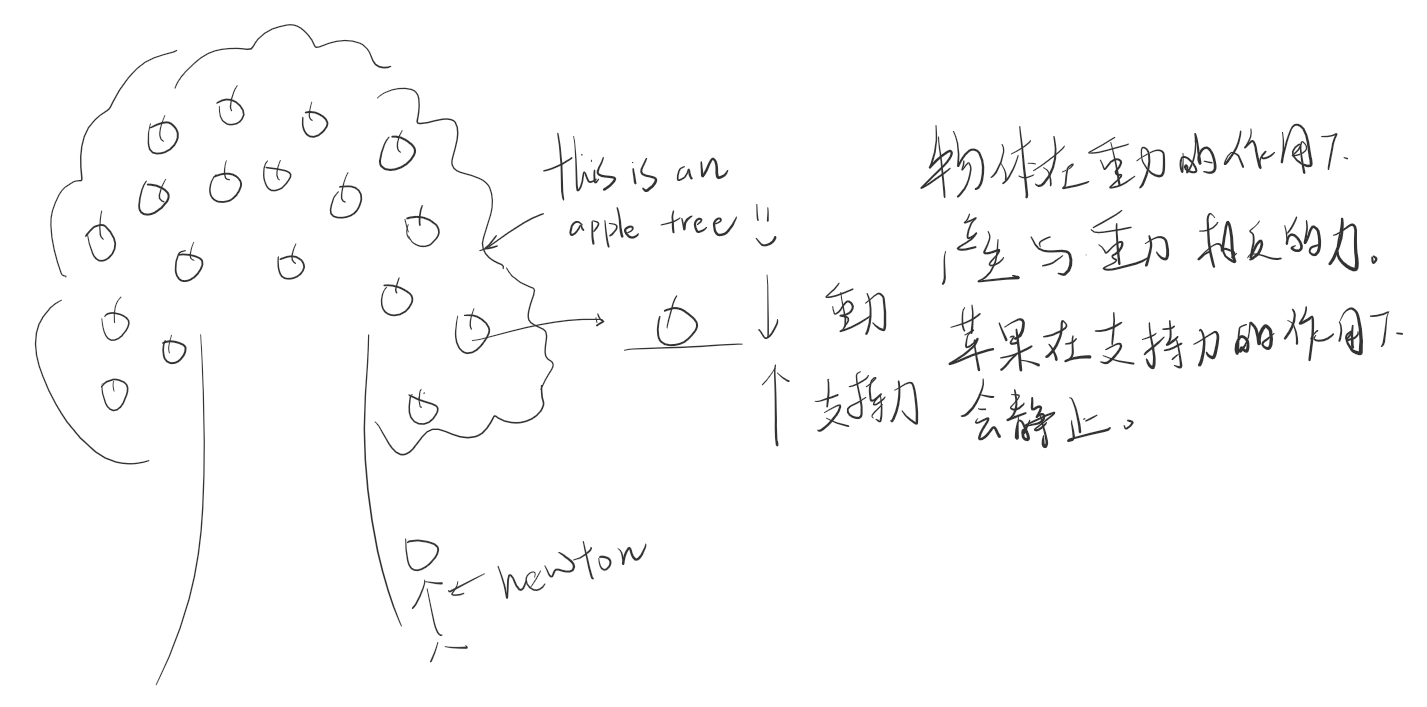 this is an
apple tree
物体在重力的作用下.
产生与重力相反的力。
重力
苹果在支持力的作用下.
支持力
会静止。
newton